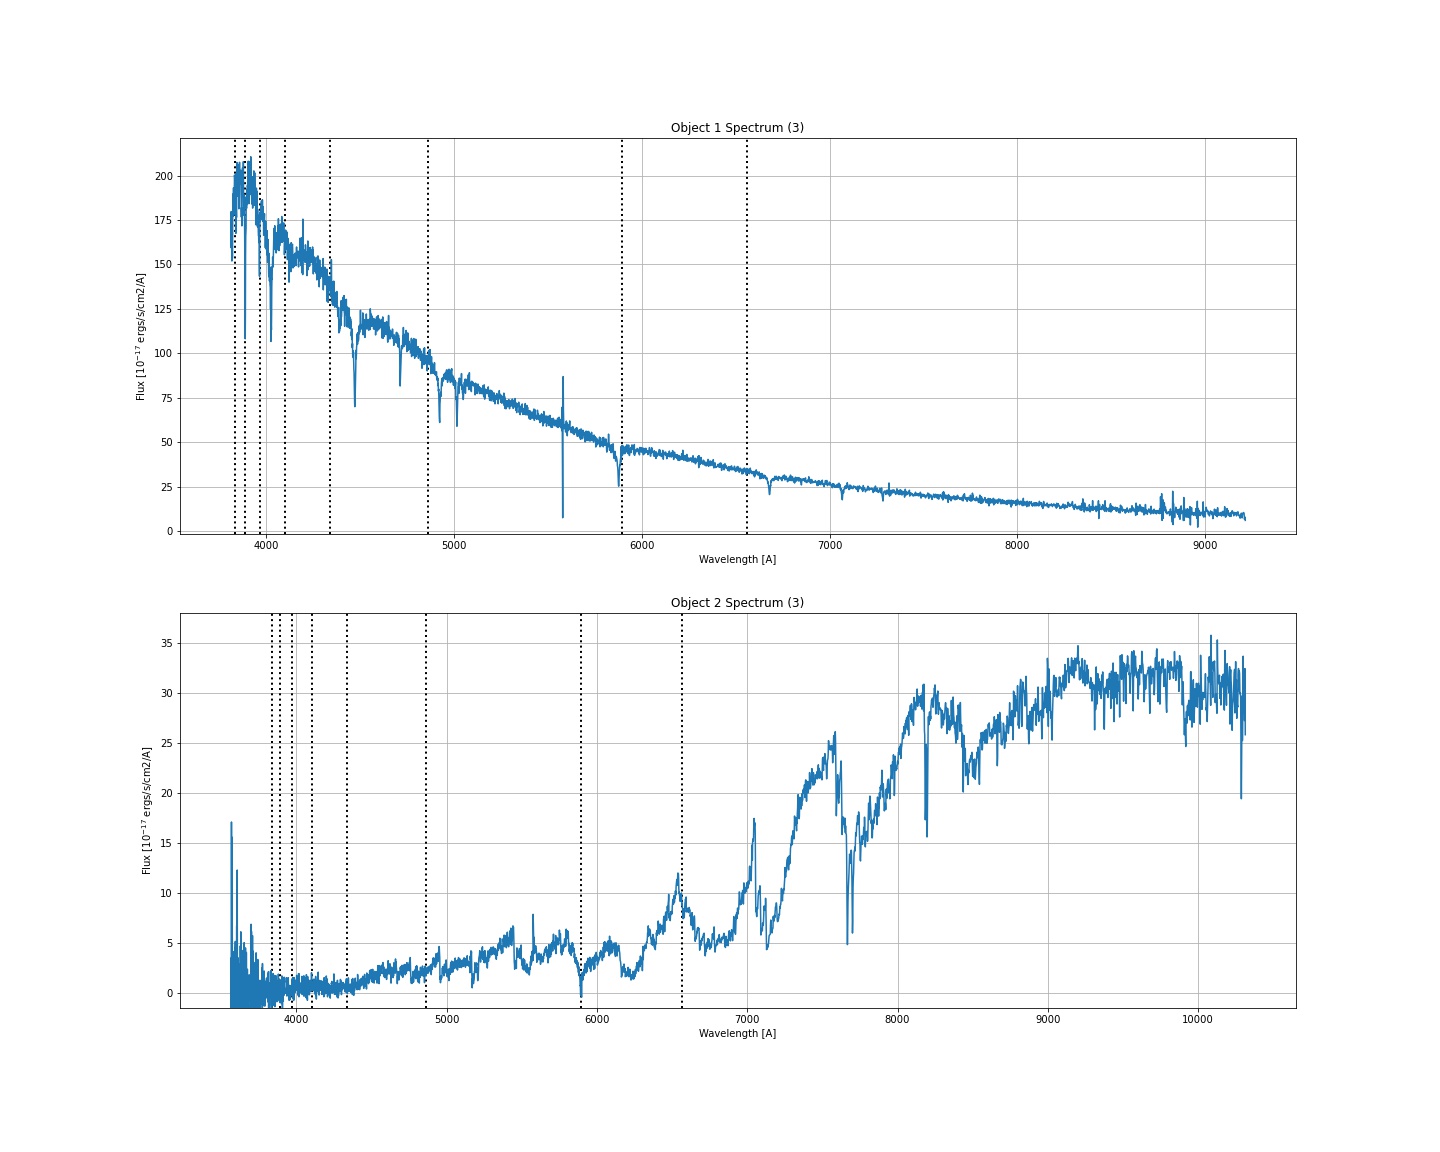 Object 1 Spectrum (3)
200
175
150
125
100
75
50
25
0
Flux [10⁻¹⁷ ergs/s/cm2/A]
4000 5000 6000 7000 8000 9000
Wavelength [A]
Object 2 Spectrum (3)
35
30
25
20
15
10
5
0
Flux [10⁻¹⁷ ergs/s/cm2/A]
4000 5000 6000 7000 8000 9000 10000
Wavelength [A]